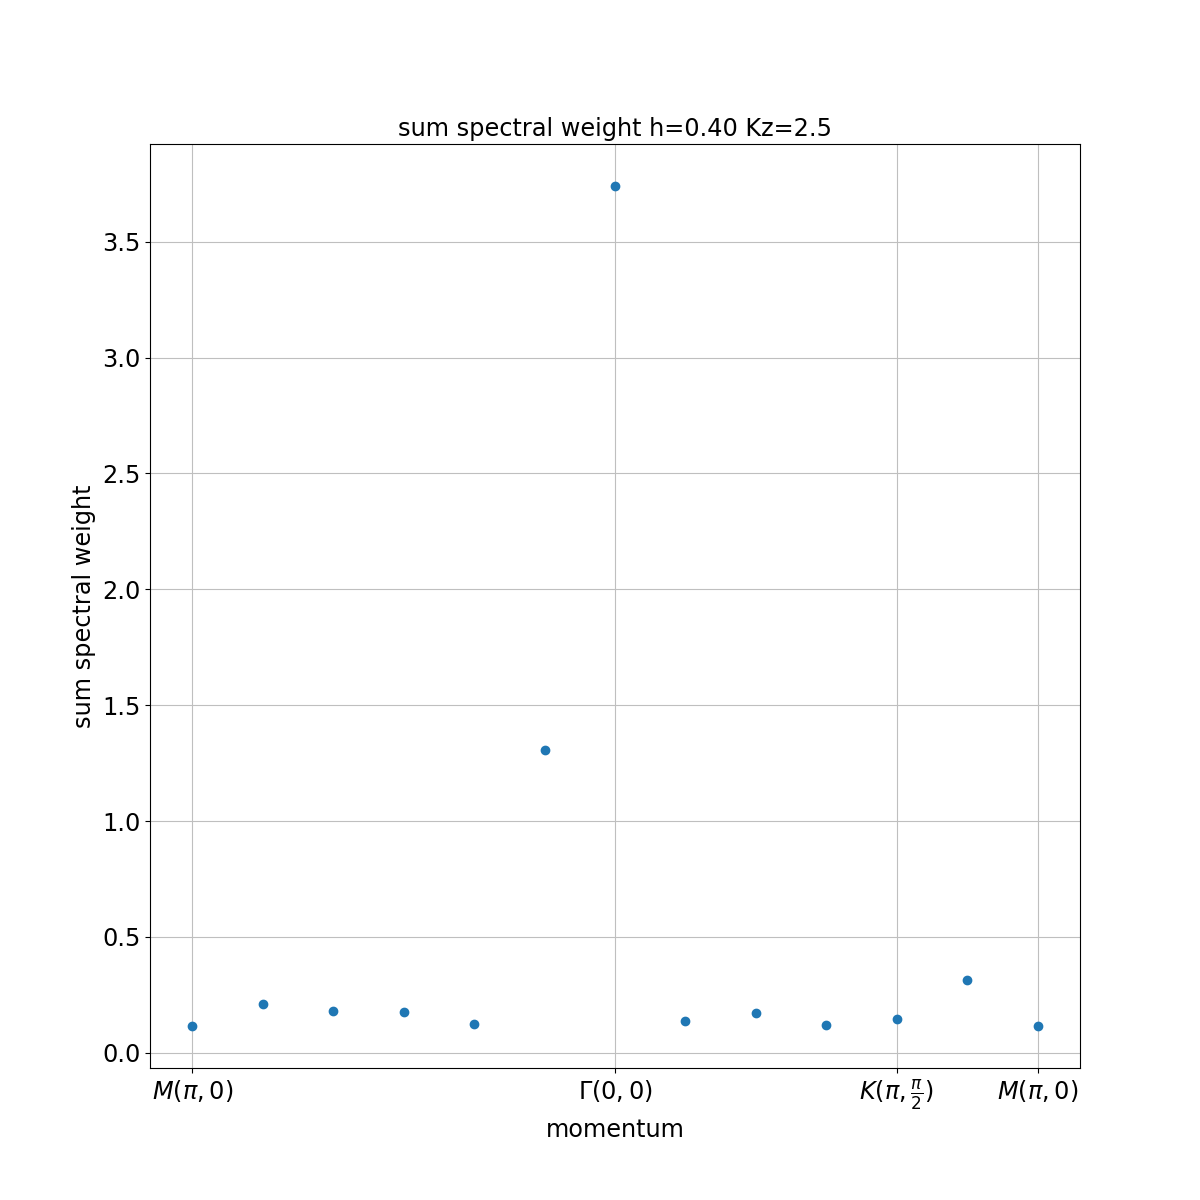 sum spectral weight h=0.40 Kz=2.5
sum spectral weight
3.5
3.0
2.5
2.0
1.5
1.0
0.5
0.0
M(π, 0) Γ(0, 0) K(π, π/2) M(π, 0)
momentum